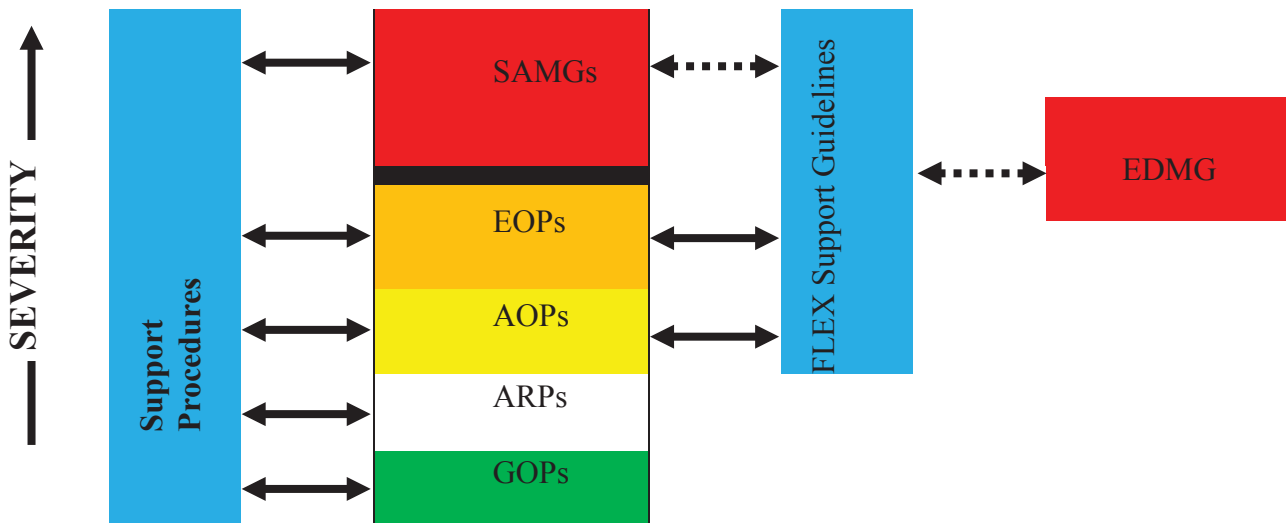 SEVERITY
Support
Procedures
SAMGs
EOPs
AOPs
ARPs
GOPs
FLEX Support Guidelines
EDMG